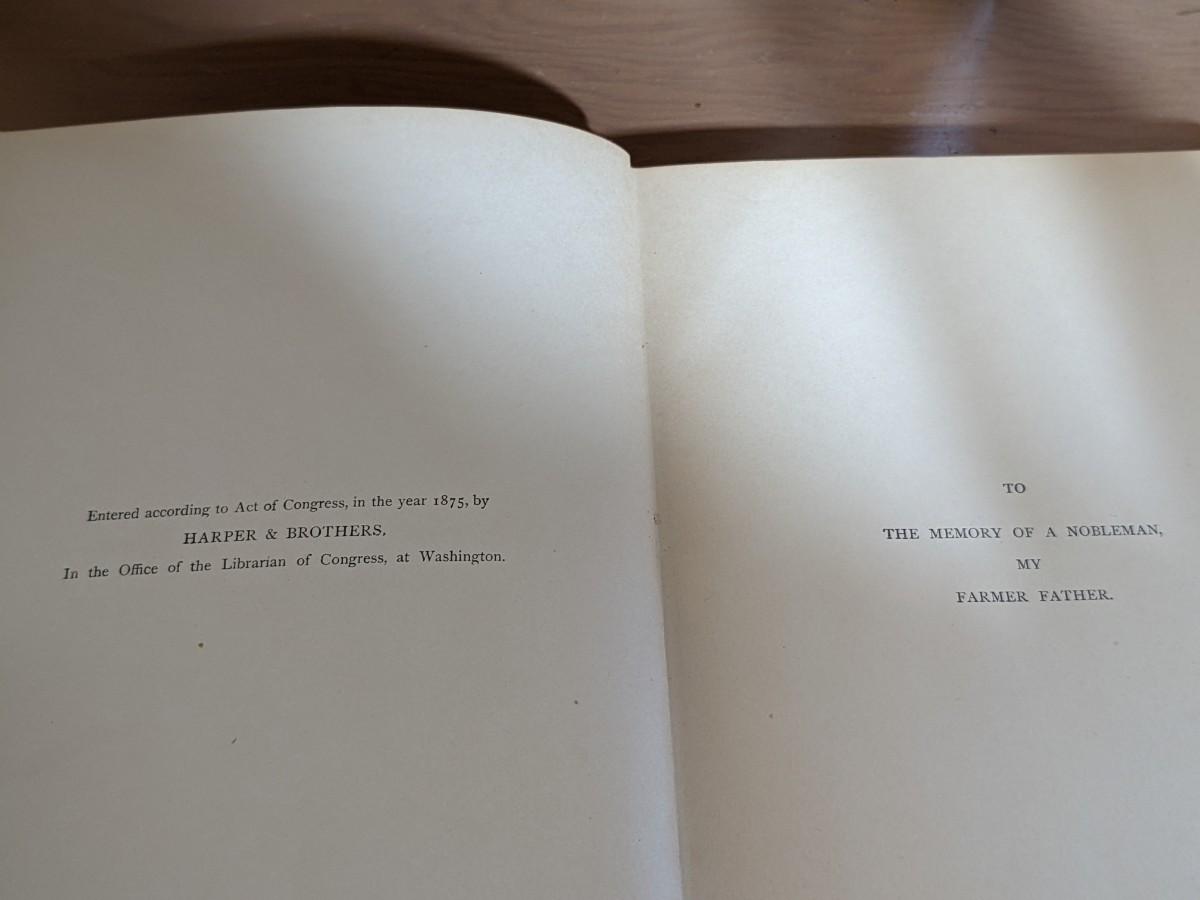 Entered according to Act of Congress, in the year 1875, by
HARPER & BROTHERS,
In the Office of the Librarian of Congress, at Washington.
TO
THE MEMORY OF A NOBLEMAN,
MY
FARMER FATHER.